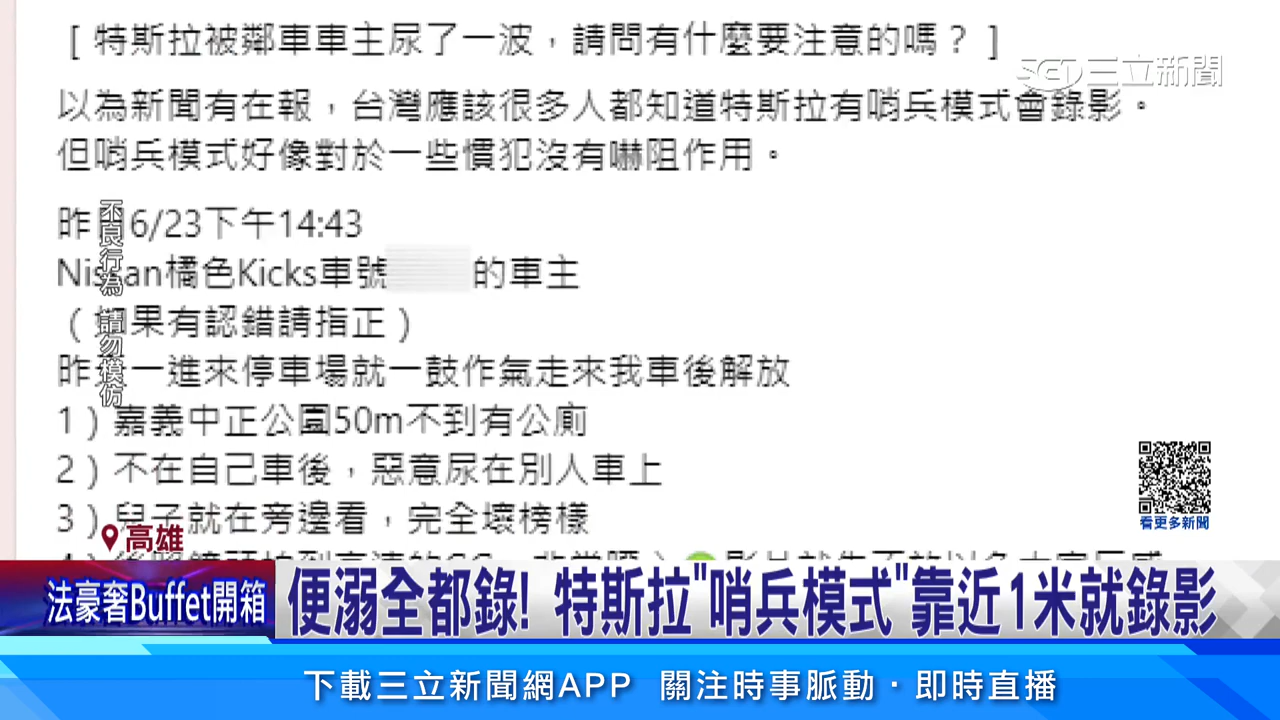 [ 特斯拉被鄰車車主尿了一波，請問有什麼要注意的嗎？ ]
SET 三立新聞
以為新聞有在報，台灣應該很多人都知道特斯拉有哨兵模式會錄影。
但哨兵模式好像對於一些慣犯沒有嚇阻作用。
不良行為 請勿模仿
昨 6/23下午14:43
Nissan橘色Kicks車號 的車主
（如果有認錯請指正）
昨天一進來停車場就一鼓作氣走來我車後解放
1）嘉義中正公園50m不到有公廁
2）不在自己車後，惡意尿在別人車上
3）兒子就在旁邊看，完全壞榜樣
看更多新聞
高雄
法豪奢Buffet開箱
便溺全都錄! 特斯拉"哨兵模式"靠近1米就錄影
下載三立新聞網APP 關注時事脈動·即時直播